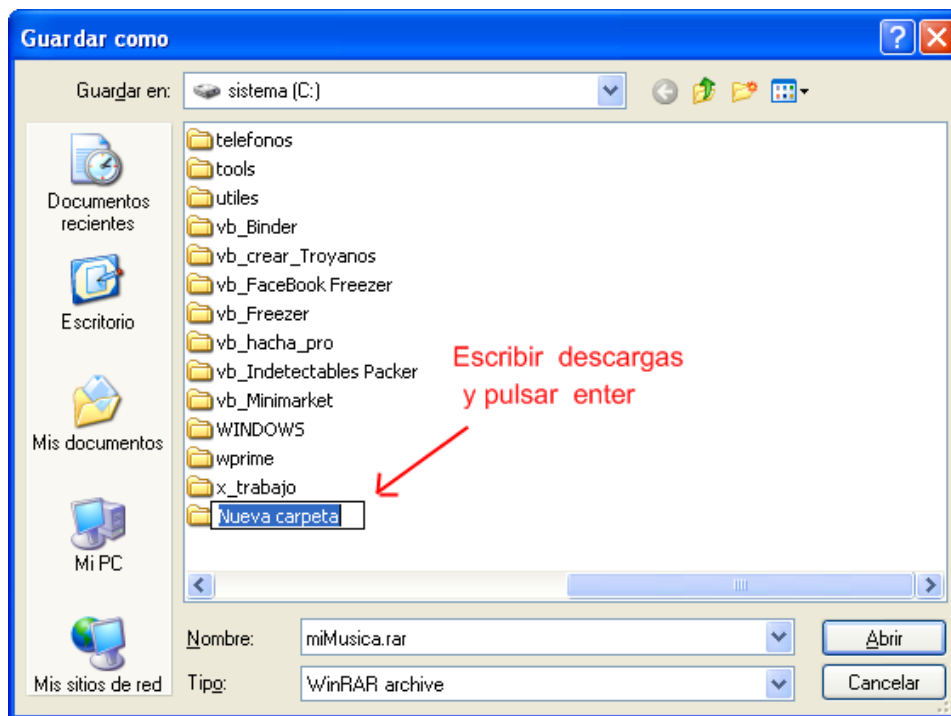 Guardar como
Guardar en:
sistema (C:)
Documentos
recientes
Escritorio
Mis documentos
Mi PC
Mis sitios de red
telefonos
tools
utiles
vb_Binder
vb_crear_Troyanos
vb_FaceBook Freezer
vb_Freezer
vb_hacha_pro
vb_Indetectables Packer
vb_Minimarket
WINDOWS
wprime
x_trabajo
Nueva carpeta
Escribir descargas
y pulsar enter
Nombre:
miMusica.rar
Abrir
Tipo:
WinRAR archive
Cancelar